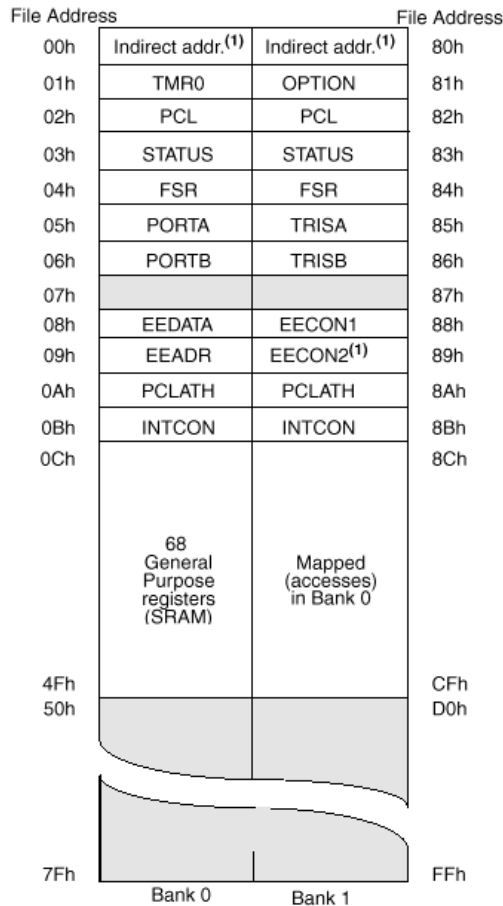 File Address File Address
00h Indirect addr.(1) Indirect addr.(1) 80h
01h TMR0 OPTION 81h
02h PCL PCL 82h
03h STATUS STATUS 83h
04h FSR FSR 84h
05h PORTA TRISA 85h
06h PORTB TRISB 86h
07h 87h
08h EEDATA EECON1 88h
09h EEADR EECON2(1) 89h
0Ah PCLATH PCLATH 8Ah
0Bh INTCON INTCON 8Bh
0Ch 8Ch
68
General
Purpose
registers
(SRAM)
Mapped
(accesses)
in Bank 0
4Fh CFh
50h D0h
7Fh FFh
Bank 0 Bank 1